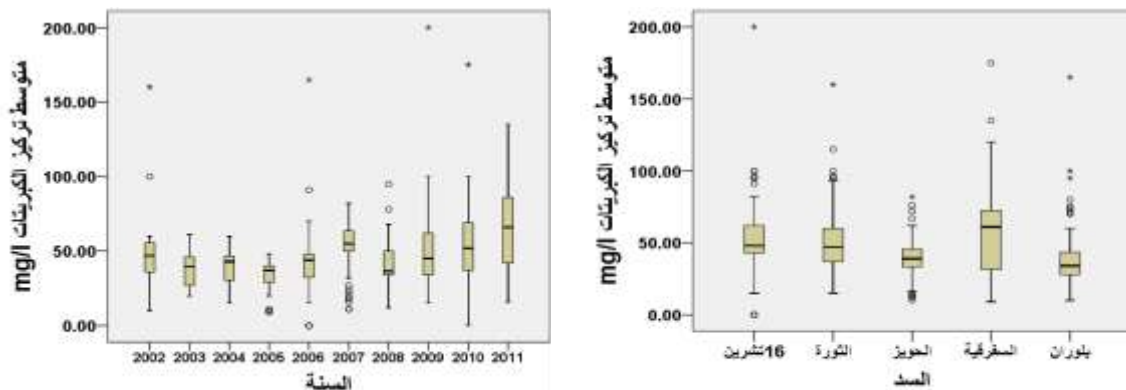 متوسط تركيز الكبريتات mg/l
200.00
150.00
100.00
50.00
0.00
2002 2003 2004 2005 2006 2007 2008 2009 2010 2011
السنة
متوسط تركيز الكبريتات mg/l
200.00
150.00
100.00
50.00
0.00
16تشرين الثورة الحويز السفرقية بلوران
السد